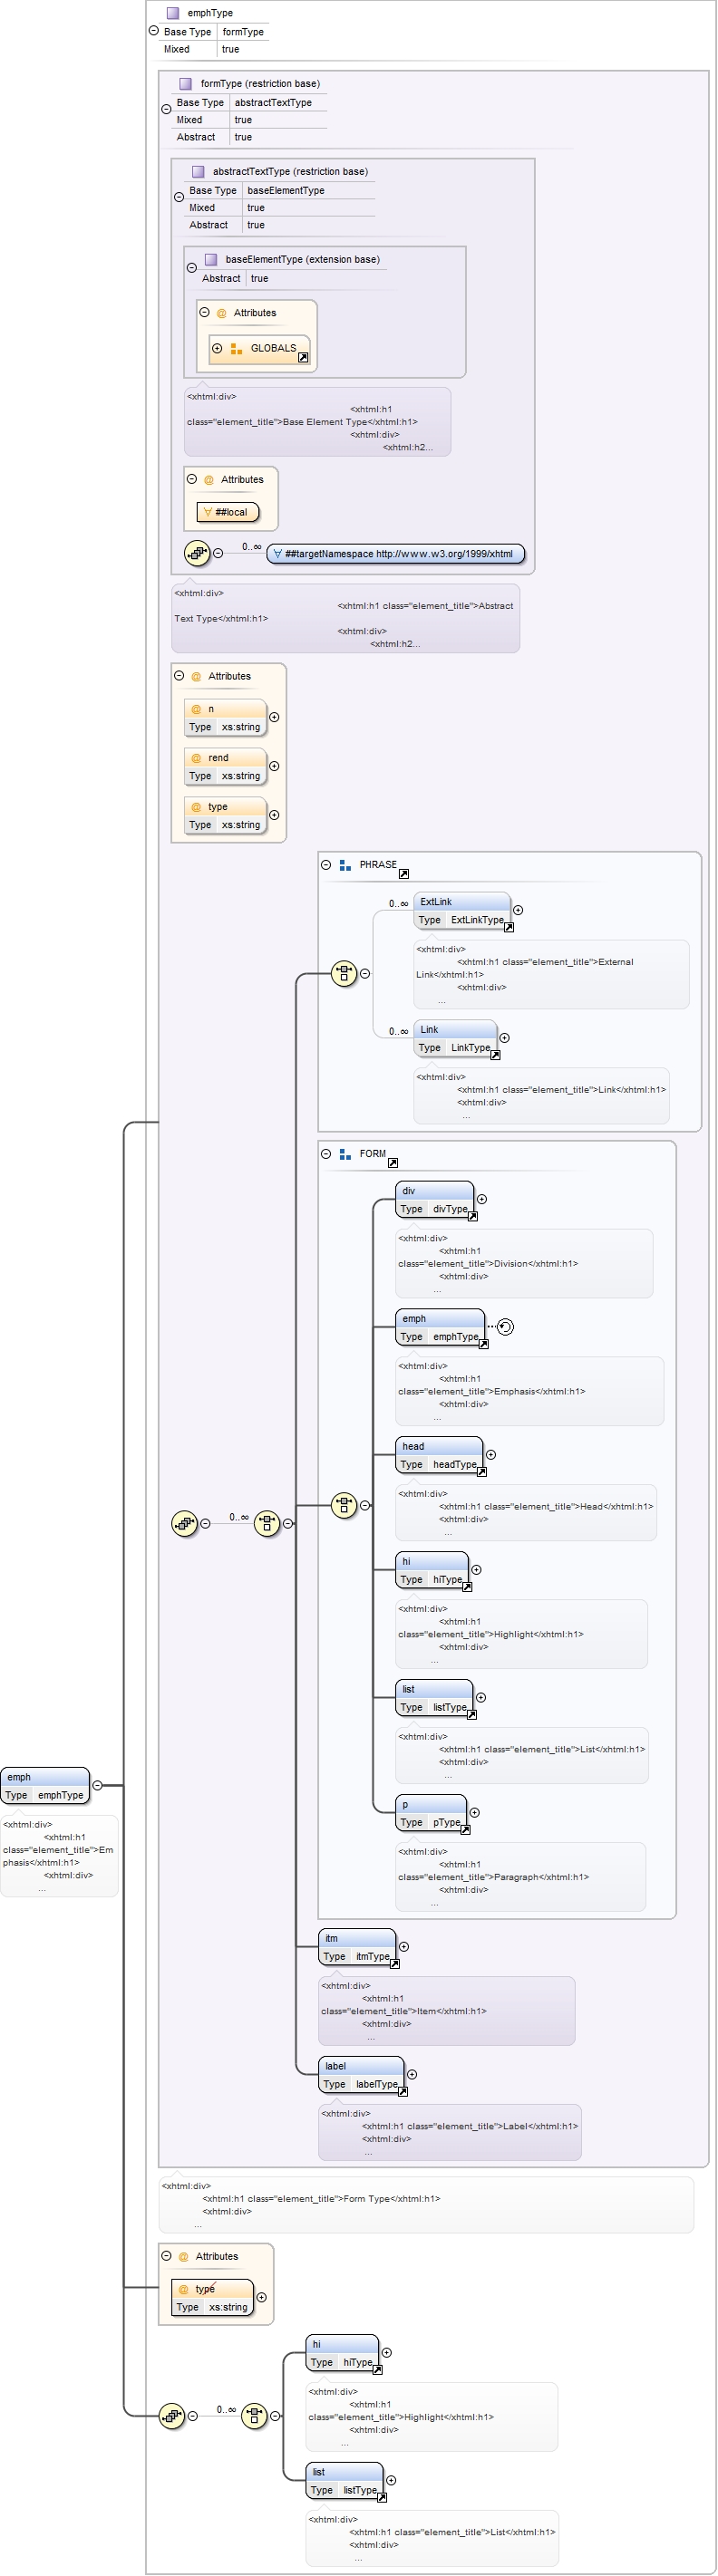 emphType
Base Type formType
Mixed true
formType (restriction base)
Base Type abstractTextType
Mixed true
Abstract true
abstractTextType (restriction base)
Base Type baseElementType
Mixed true
Abstract true
baseElementType (extension base)
Abstract true
@ Attributes
GLOBALS
<xhtml:div>
<xhtml:h1
class="element_title">Base Element Type</xhtml:h1>
<xhtml:div>
<xhtml:h2...
@ Attributes
∀ ##local
0..∞
∀ ##targetNamespace http://www.w3.org/1999/xhtml
<xhtml:div>
<xhtml:h1 class="element_title">Abstract
Text Type</xhtml:h1>
<xhtml:div>
<xhtml:h2...
@ Attributes
@ n
Type xs:string
@ rend
Type xs:string
@ type
Type xs:string
PHRASE
0..∞
ExtLink
Type ExtLinkType
<xhtml:div>
<xhtml:h1 class="element_title">External
Link</xhtml:h1>
<xhtml:div>
...
0..∞
Link
Type LinkType
<xhtml:div>
<xhtml:h1 class="element_title">Link</xhtml:h1>
<xhtml:div>
...
FORM
div
Type divType
<xhtml:div>
<xhtml:h1
class="element_title">Division</xhtml:h1>
<xhtml:div>
...
emph
Type emphType
<xhtml:div>
<xhtml:h1
class="element_title">Emphasis</xhtml:h1>
<xhtml:div>
...
head
Type headType
<xhtml:div>
<xhtml:h1 class="element_title">Head</xhtml:h1>
<xhtml:div>
...
0..∞
hi
Type hiType
<xhtml:div>
<xhtml:h1
class="element_title">Highlight</xhtml:h1>
<xhtml:div>
...
list
Type listType
<xhtml:div>
<xhtml:h1 class="element_title">List</xhtml:h1>
<xhtml:div>
...
emph
Type emphType
<xhtml:div>
<xhtml:h1
class="element_title">Em
phasis</xhtml:h1>
<xhtml:div>
...
p
Type pType
<xhtml:div>
<xhtml:h1
class="element_title">Paragraph</xhtml:h1>
<xhtml:div>
...
itm
Type itmType
<xhtml:div>
<xhtml:h1
class="element_title">Item</xhtml:h1>
<xhtml:div>
...
label
Type labelType
<xhtml:div>
<xhtml:h1 class="element_title">Label</xhtml:h1>
<xhtml:div>
...
<xhtml:div>
<xhtml:h1 class="element_title">Form Type</xhtml:h1>
<xhtml:div>
...
@ Attributes
@ type
Type xs:string
0..∞
hi
Type hiType
<xhtml:div>
<xhtml:h1
class="element_title">Highlight</xhtml:h1>
<xhtml:div>
...
list
Type listType
<xhtml:div>
<xhtml:h1 class="element_title">List</xhtml:h1>
<xhtml:div>
...